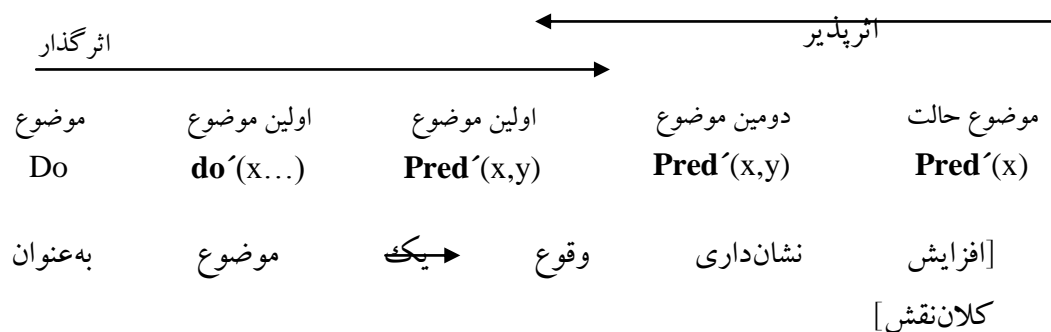 اثرپذیر
اثرگذار
موضوع حالت دومین موضوع اولین موضوع اولین موضوع موضوع
Do do´(x…) Pred´(x,y) Pred´(x,y) Pred´(x)
[افزایش نشان‌داری وقوع یک موضوع به‌عنوان
کلان‌نقش]